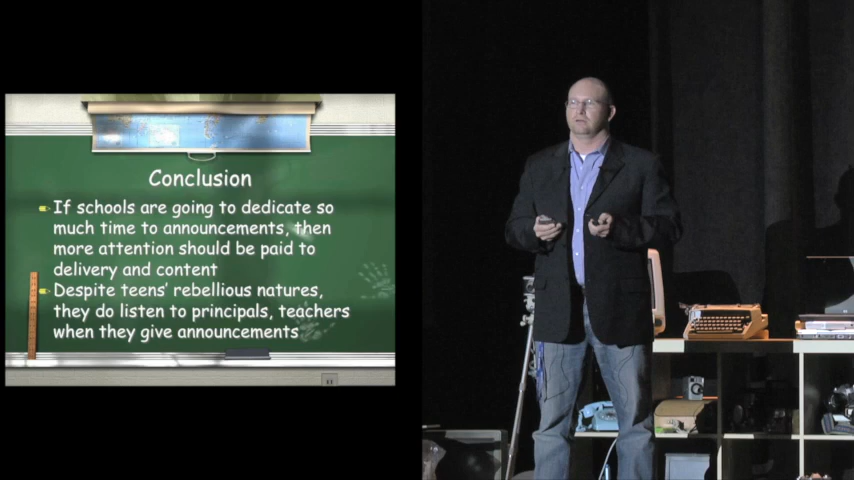 Conclusion
If schools are going to dedicate so
much time to announcements, then
more attention should be paid to
delivery and content
Despite teens' rebellious natures,
they do listen to principals, teachers
when they give announcements